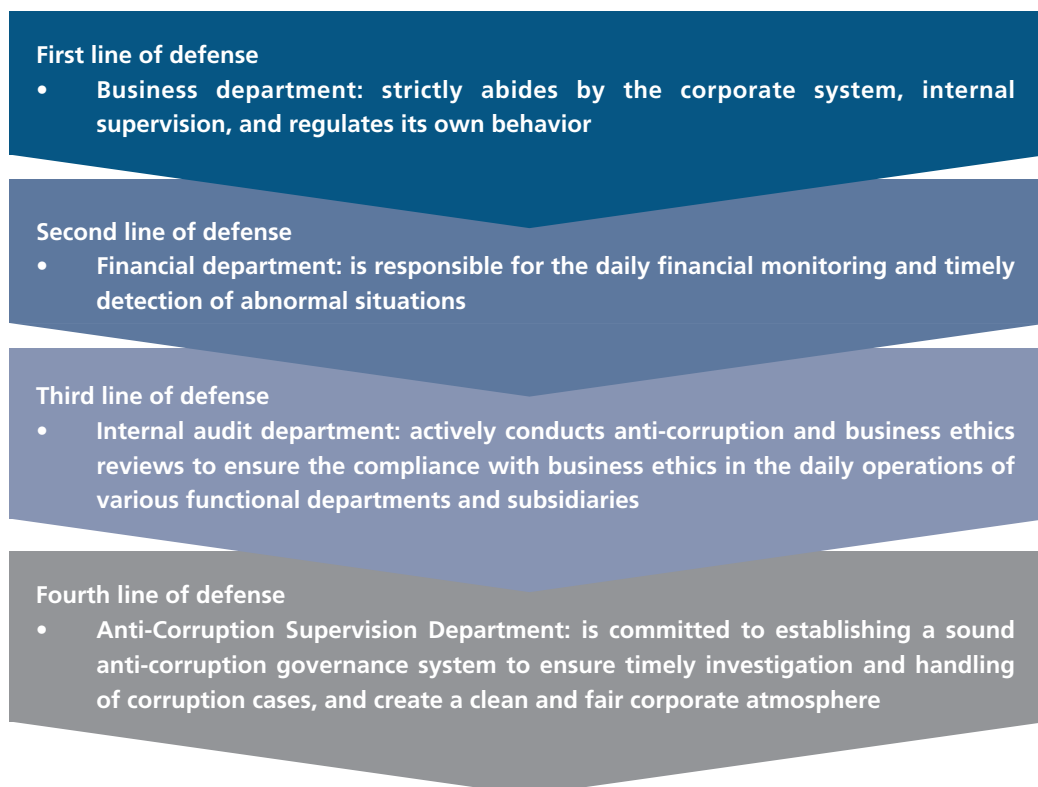 First line of defense
• Business department: strictly abides by the corporate system, internal
supervision, and regulates its own behavior
Second line of defense
• Financial department: is responsible for the daily financial monitoring and timely
detection of abnormal situations
Third line of defense
• Internal audit department: actively conducts anti-corruption and business ethics
reviews to ensure the compliance with business ethics in the daily operations of
various functional departments and subsidiaries
Fourth line of defense
• Anti-Corruption Supervision Department: is committed to establishing a sound
anti-corruption governance system to ensure timely investigation and handling
of corruption cases, and create a clean and fair corporate atmosphere